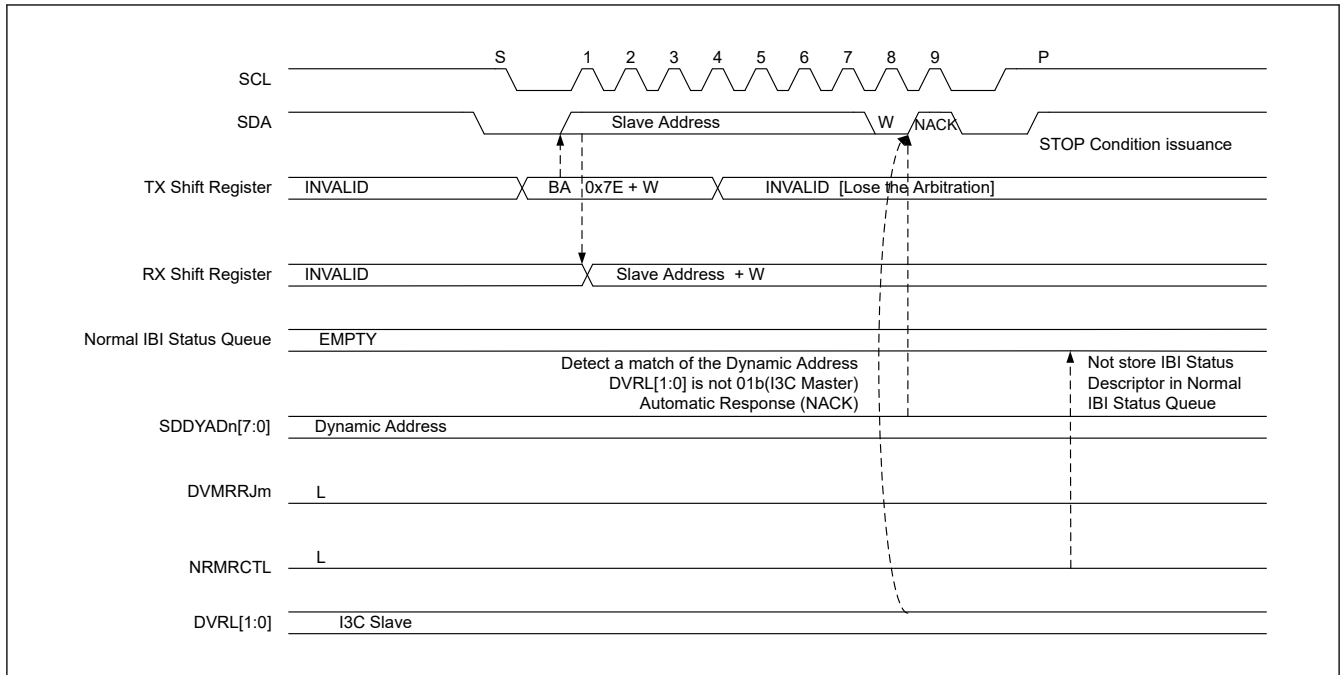 S 1 2 3 4 5 6 7 8 9 P
SCL
SDA Slave Address W NACK
STOP Condition issuance
TX Shift Register INVALID BA 0x7E + W INVALID [Lose the Arbitration]
RX Shift Register INVALID Slave Address + W
Normal IBI Status Queue EMPTY
Detect a match of the Dynamic Address
DVRL[1:0] is not 01b(I3C Master)
Automatic Response (NACK)
Not store IBI Status
Descriptor in Normal
IBI Status Queue
SDDYADn[7:0] Dynamic Address
DVMRRJm L
NRMRCTL L
DVRL[1:0] I3C Slave